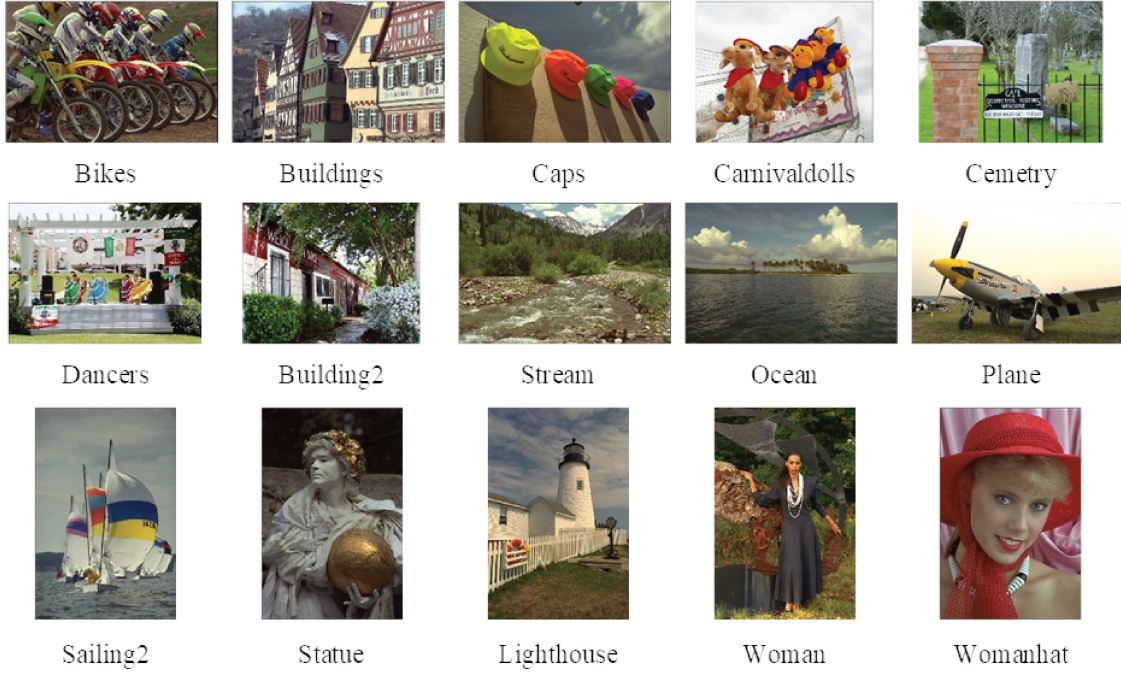 Bikes
Buildings
Caps
Carnivaldolls
Cemetry
Dancers
Building2
Stream
Ocean
Plane
Sailing2
Statue
Lighthouse
Woman
Womanhat